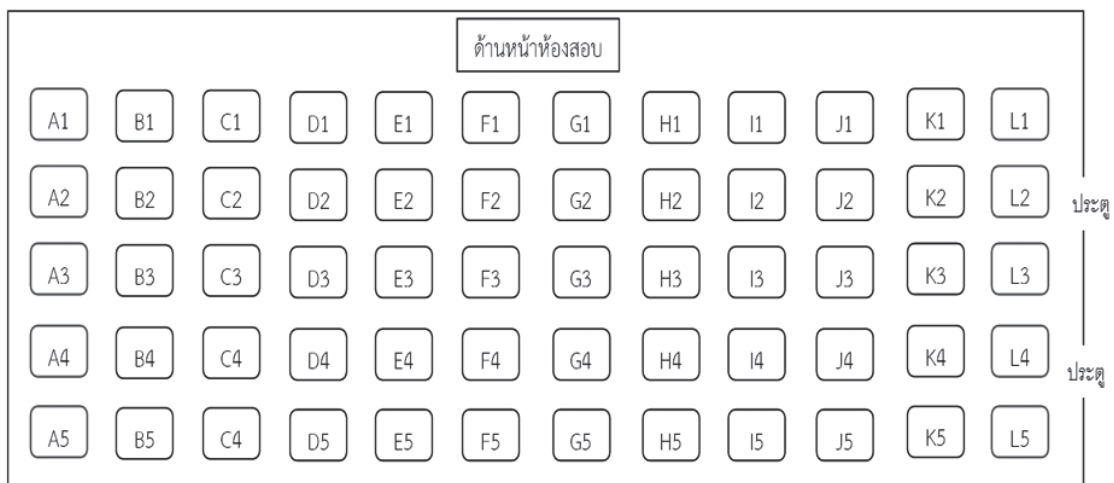 ด้านหน้าห้องสอบ
A1 B1 C1 D1 E1 F1 G1 H1 I1 J1 K1 L1
A2 B2 C2 D2 E2 F2 G2 H2 I2 J2 K2 L2
ประตู
A3 B3 C3 D3 E3 F3 G3 H3 I3 J3 K3 L3
A4 B4 C4 D4 E4 F4 G4 H4 I4 J4 K4 L4
ประตู
A5 B5 C4 D5 E5 F5 G5 H5 I5 J5 K5 L5